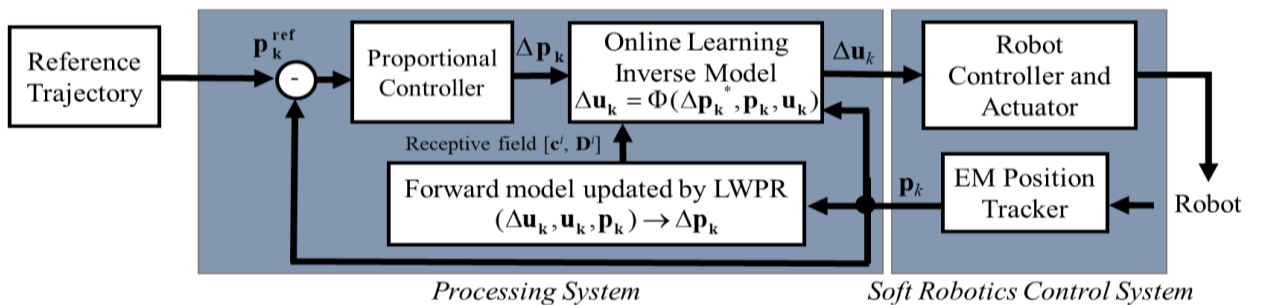 Reference
Trajectory
p_k^ref
-
Proportional
Controller
Δp_k
Online Learning
Inverse Model
Δu_k = Φ(Δp_k^*, p_k, u_k)
Δu_k
Robot
Controller and
Actuator
Receptive field [c^i, D^i]
Forward model updated by LWPR
(Δu_k, u_k, p_k) → Δp_k
p_k
EM Position
Tracker
Robot
Processing System
Soft Robotics Control System